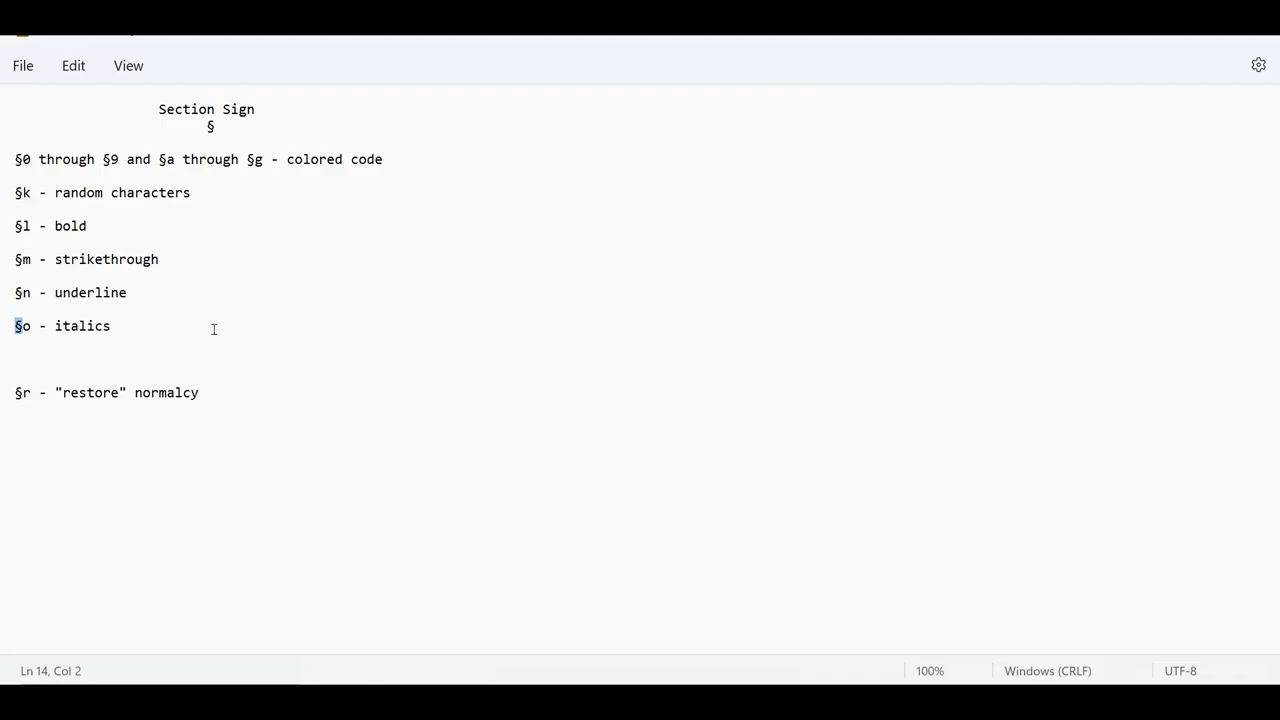 File Edit View
Section Sign
§
§0 through §9 and §a through §g - colored code
§k - random characters
§l - bold
§m - strikethrough
§n - underline
§o - italics
§r - "restore" normalcy
Ln 14, Col 2 100% Windows (CRLF) UTF-8